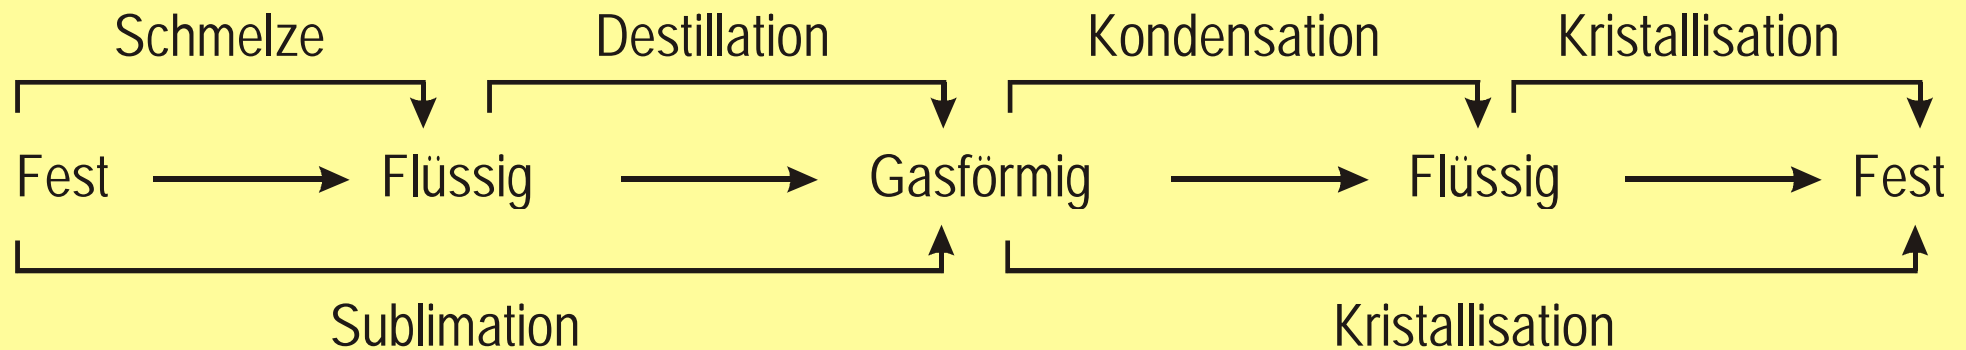 Schmelze Destillation Kondensation Kristallisation
Fest Flüssig Gasförmig Flüssig Fest
Sublimation Kristallisation